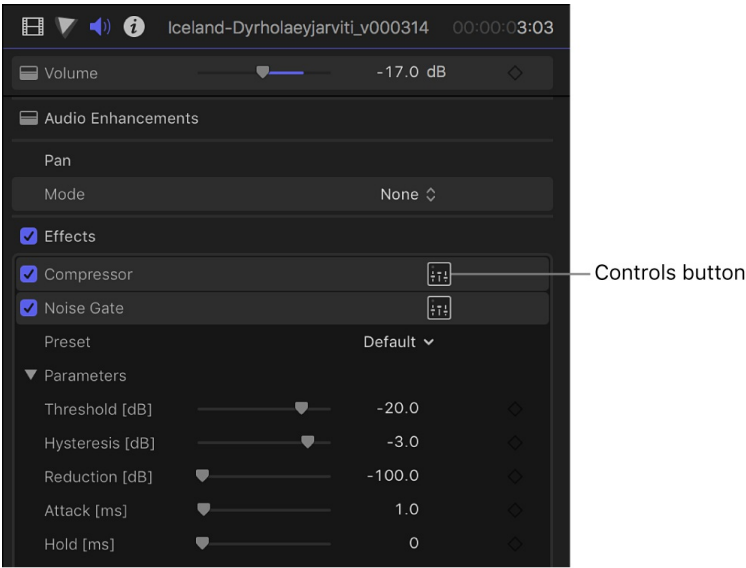 Iceland-Dyrholaeyjarviti_v000314 00:00:03:03
Volume -17.0 dB
Audio Enhancements
Pan
Mode None
Effects
Compressor Controls button
Noise Gate
Preset Default
Parameters
Threshold [dB] -20.0
Hysteresis [dB] -3.0
Reduction [dB] -100.0
Attack [ms] 1.0
Hold [ms] 0